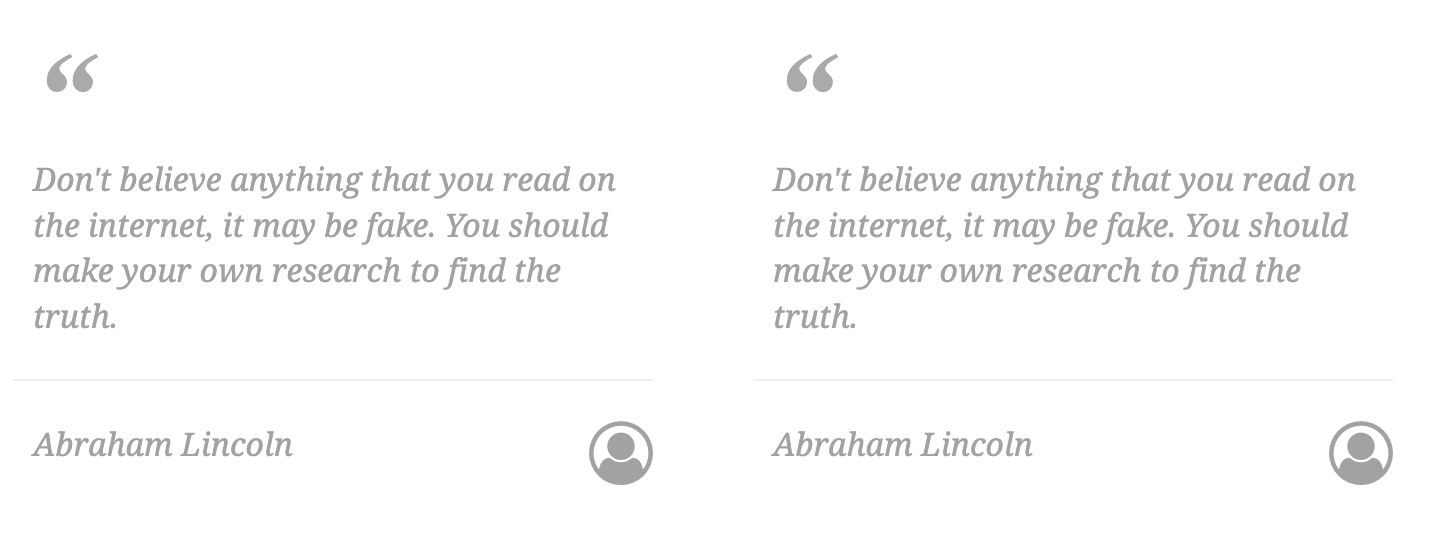 “
Don't believe anything that you read on
the internet, it may be fake. You should
make your own research to find the
truth.
Abraham Lincoln
“
Don't believe anything that you read on
the internet, it may be fake. You should
make your own research to find the
truth.
Abraham Lincoln